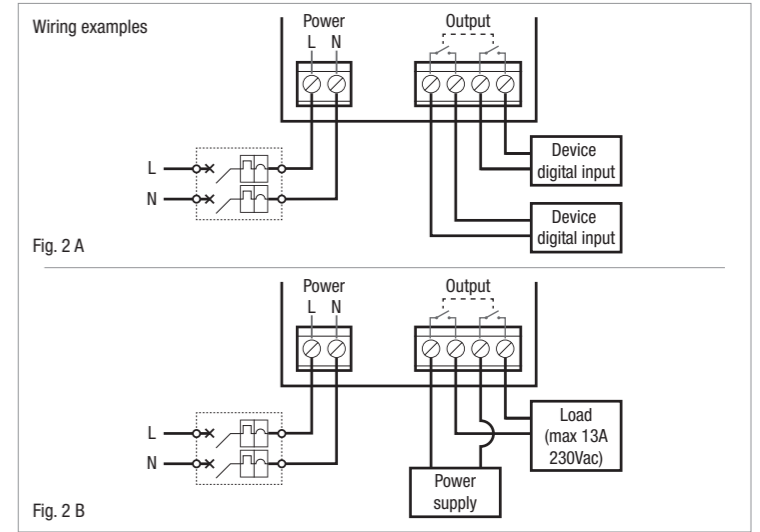 Wiring examples
Power
Output
L N
L
N
Device
digital input
Device
digital input
Fig. 2 A
Power
Output
L N
L
N
Load
(max 13A
230Vac)
Power
supply
Fig. 2 B